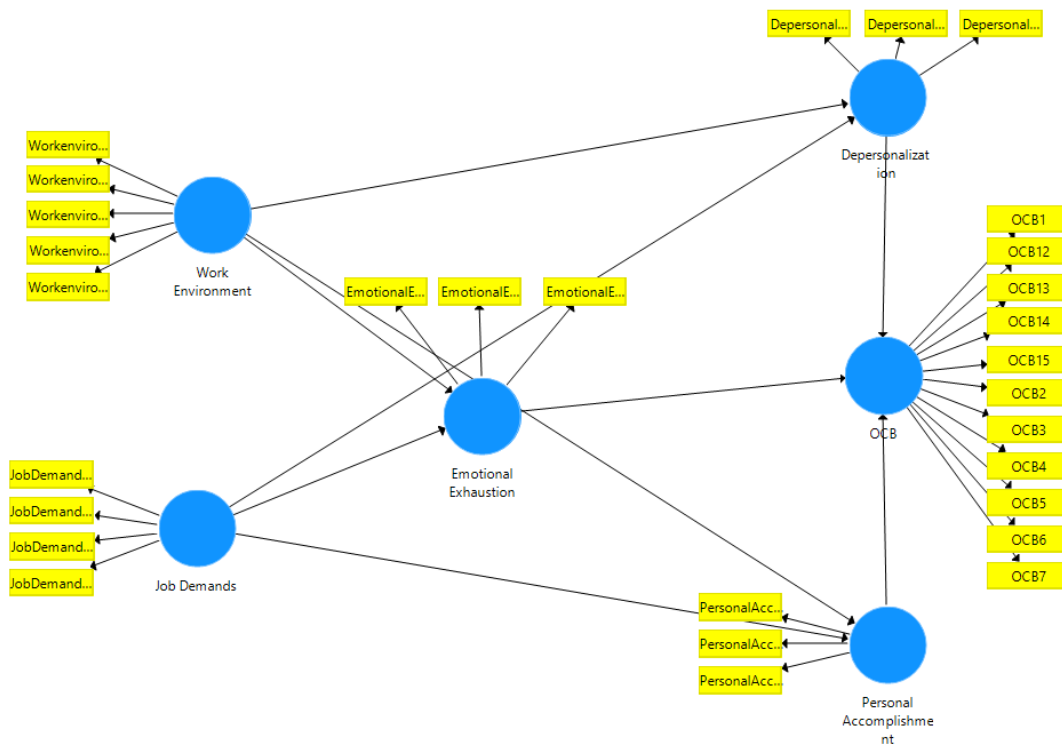 Depersonal...
Depersonal...
Depersonal...
Depersonalizat
ion
Workenviro...
Workenviro...
Workenviro...
Workenviro...
Workenviro...
Work
Environment
EmotionalE...
EmotionalE...
EmotionalE...
Emotional
Exhaustion
OCB1
OCB12
OCB13
OCB14
OCB15
OCB2
OCB3
OCB4
OCB5
OCB6
OCB7
OCB
JobDemand...
JobDemand...
JobDemand...
JobDemand...
Job Demands
PersonalAcc...
PersonalAcc...
PersonalAcc...
Personal
Accomplishme
nt